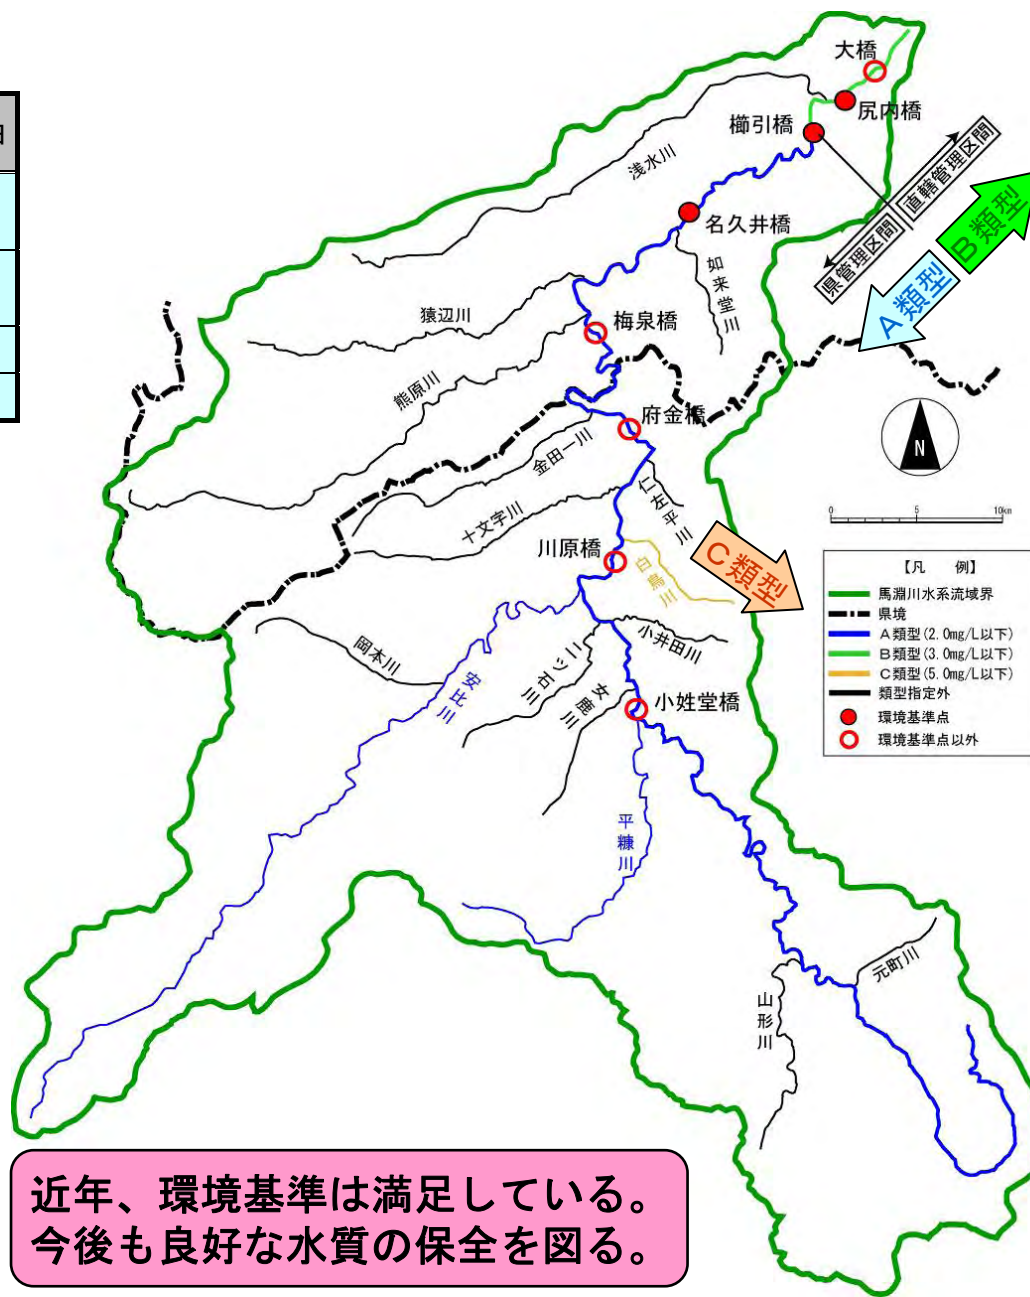 大橋
尻内橋
櫛引橋
浅水川
直轄管理区間
県管理区間
B類型
A類型
名久井橋
如来堂川
猿辺川
梅泉橋
熊原川
府金橋
金田一川
N
仁左平川
十文字川
0 5 10km
川原橋
白鳥川
C類型
小井田川
岡本川
二ツ石川
女鹿川
安比川
小姓堂橋
【凡 例】
馬淵川水系流域界
県境
A類型(2.0mg/L以下)
B類型(3.0mg/L以下)
C類型(5.0mg/L以下)
類型指定外
環境基準点
環境基準点以外
平糠川
元町川
山形川
近年、環境基準は満足している。
今後も良好な水質の保全を図る。